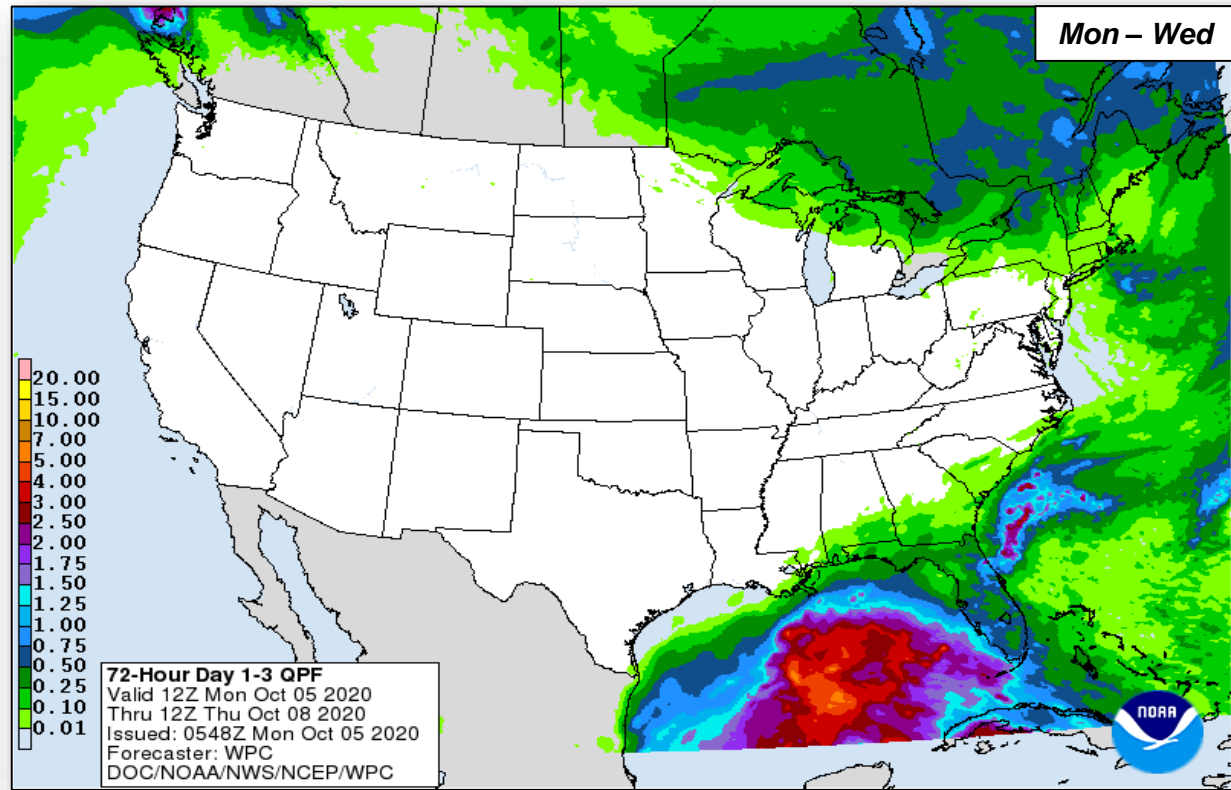 Mon – Wed
20.00
15.00
10.00
7.00
5.00
4.00
3.00
2.50
2.00
1.75
1.50
1.25
1.00
0.75
0.50
0.25
0.10
0.01
72-Hour Day 1-3 QPF
Valid 12Z Mon Oct 05 2020
Thru 12Z Thu Oct 08 2020
Issued: 0548Z Mon Oct 05 2020
Forecaster: WPC
DOC/NOAA/NWS/NCEP/WPC
NOAA